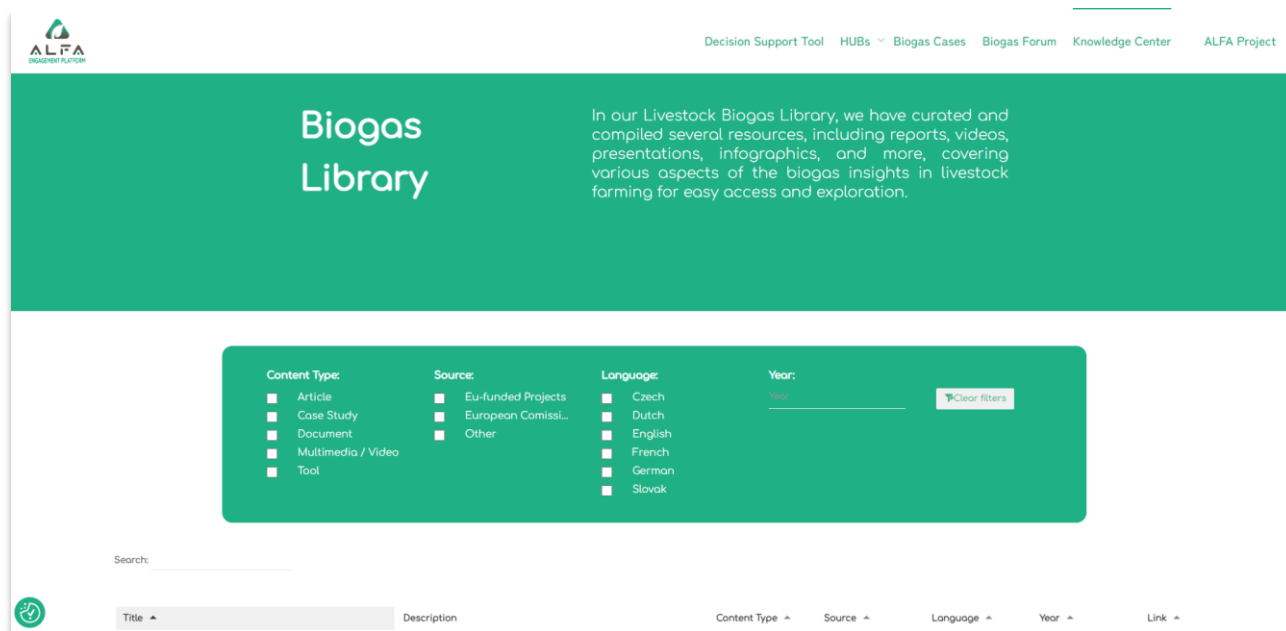 ALFA
ENGAGEMENT PLATFORM
Decision Support Tool HUBs Biogas Cases Biogas Forum Knowledge Center ALFA Project
Biogas
Library
In our Livestock Biogas Library, we have curated and
compiled several resources, including reports, videos,
presentations, infographics, and more, covering
various aspects of the biogas insights in livestock
farming for easy access and exploration.
Content Type:
Article
Case Study
Document
Multimedia / Video
Tool
Source:
Eu-funded Projects
European Comissi...
Other
Language:
Czech
Dutch
English
French
German
Slovak
Year:
Year
Clear filters
Search:
Title Description Content Type Source Language Year Link